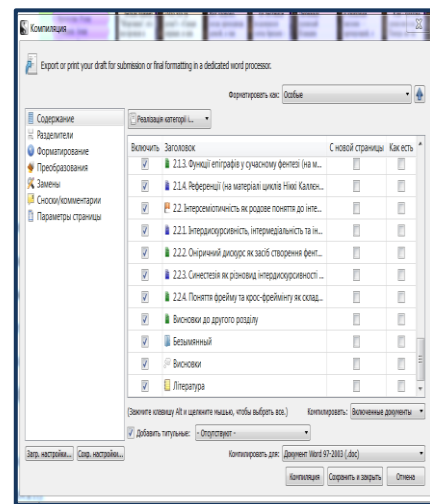 Компиляция
Export or print your draft for submission or final formatting in a dedicated word processor.
Форматировать как: Особые
Содержание
Разделители
Форматирование
Преобразования
Замены
Сноски/комментарии
Параметры страницы
Реалізація категорії і...
Включить Заголовок С новой страницы Как есть
2.1.3. Функції епіграфів у сучасному фентезі (на м...
2.1.4. Референції (на матеріалі циклів Ніккі Каллен...
2.2. Інтерсеміотичність як родове поняття до інте...
2.2.1. Інтердискурсивність, інтермедіальність та ін...
2.2.2. Оніричний дискурс як засіб створення фент...
2.2.3. Синестезія як різновид інтердискурсивності ...
2.2.4. Поняття фрейму та крос-фреймінгу як склад...
Висновки до другого розділу
Безымянный
Висновки
Література
(Зажмите клавишу Alt и щелкните мышью, чтобы выбрать все.) Компилировать: Включенные документы
Добавить титульные: - Отсутствуют -
Загр. настройки... Сохр. настройки... Компилировать для: Документ Word 97-2003 (.doc)
Компиляция Сохранить и закрыть Отмена